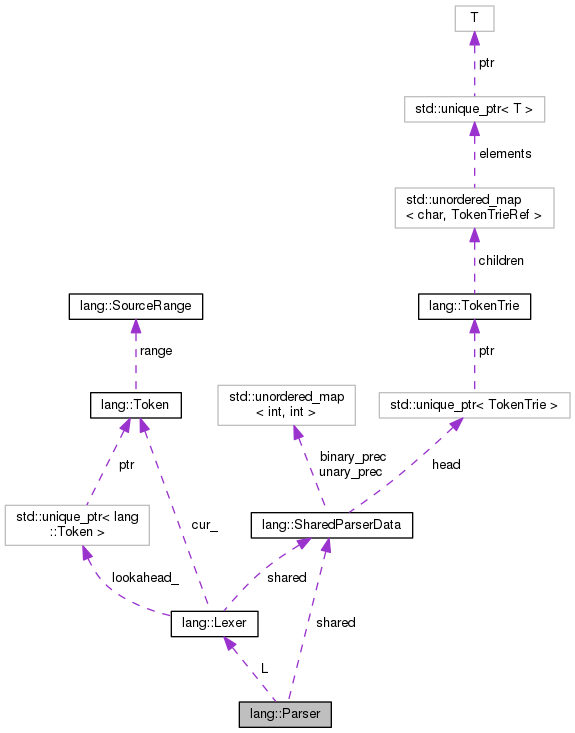 T
ptr
std::unique_ptr< T >
elements
std::unordered_map
< char, TokenTrieRef >
children
lang::SourceRange
lang::TokenTrie
range
ptr
lang::Token
std::unordered_map
< int, int >
std::unique_ptr< TokenTrie >
ptr
binary_prec
unary_prec
head
std::unique_ptr< lang
::Token >
cur_
lang::SharedParserData
lookahead_
shared
lang::Lexer
shared
L
lang::Parser